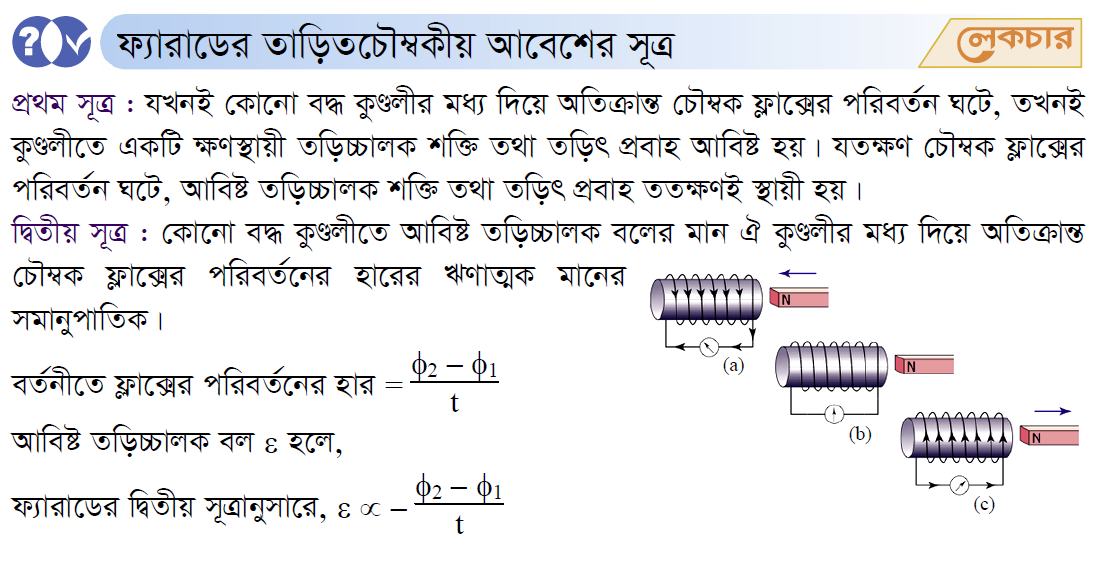 ফ্যারাডের তাড়িতচৌম্বকীয় আবেশের সূত্র
লেকচার
প্রথম সূত্র : যখনই কোনো বদ্ধ কুণ্ডলীর মধ্য দিয়ে অতিক্রান্ত চৌম্বক ফ্লাক্সের পরিবর্তন ঘটে, তখনই
কুণ্ডলীতে একটি ক্ষণস্থায়ী তড়িচ্চালক শক্তি তথা তড়িৎ প্রবাহ আবিষ্ট হয়। যতক্ষণ চৌম্বক ফ্লাক্সের
পরিবর্তন ঘটে, আবিষ্ট তড়িচ্চালক শক্তি তথা তড়িৎ প্রবাহ ততক্ষণই স্থায়ী হয়।
দ্বিতীয় সূত্র : কোনো বদ্ধ কুণ্ডলীতে আবিষ্ট তড়িচ্চালক বলের মান ঐ কুণ্ডলীর মধ্য দিয়ে অতিক্রান্ত
চৌম্বক ফ্লাক্সের পরিবর্তনের হারের ঋণাত্মক মানের
সমানুপাতিক।
বর্তনীতে ফ্লাক্সের পরিবর্তনের হার = (ϕ₂ − ϕ₁)/t
আবিষ্ট তড়িচ্চালক বল ε হলে,
ফ্যারাডের দ্বিতীয় সূত্রানুসারে, ε ∝ − (ϕ₂ − ϕ₁)/t
N
(a)
N
(b)
N
(c)